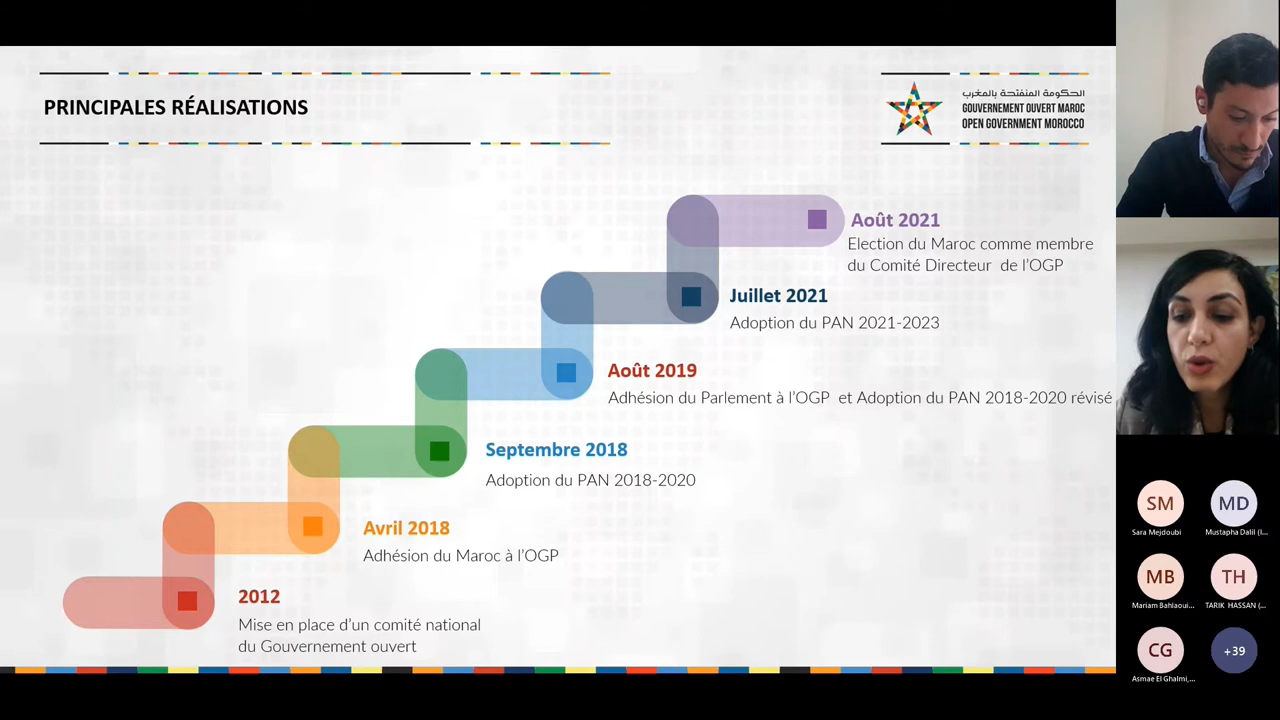 PRINCIPALES RÉALISATIONS
الحكومة المنفتحة بالمغرب
GOUVERNEMENT OUVERT MAROC
OPEN GOVERNMENT MOROCCO
Août 2021
Election du Maroc comme membre
du Comité Directeur de l'OGP
Juillet 2021
Adoption du PAN 2021-2023
Août 2019
Adhésion du Parlement à l'OGP et Adoption du PAN 2018-2020 révisé
Septembre 2018
Adoption du PAN 2018-2020
Avril 2018
Adhésion du Maroc à l'OGP
2012
Mise en place d'un comité national
du Gouvernement ouvert
SM
MD
Sara Mejdoubi
Mustapha Dalil (I...
MB
TH
Mariam Bahlaoui...
TARIK HASSAN (...
CG
+39
Asmae El Ghalmi,...